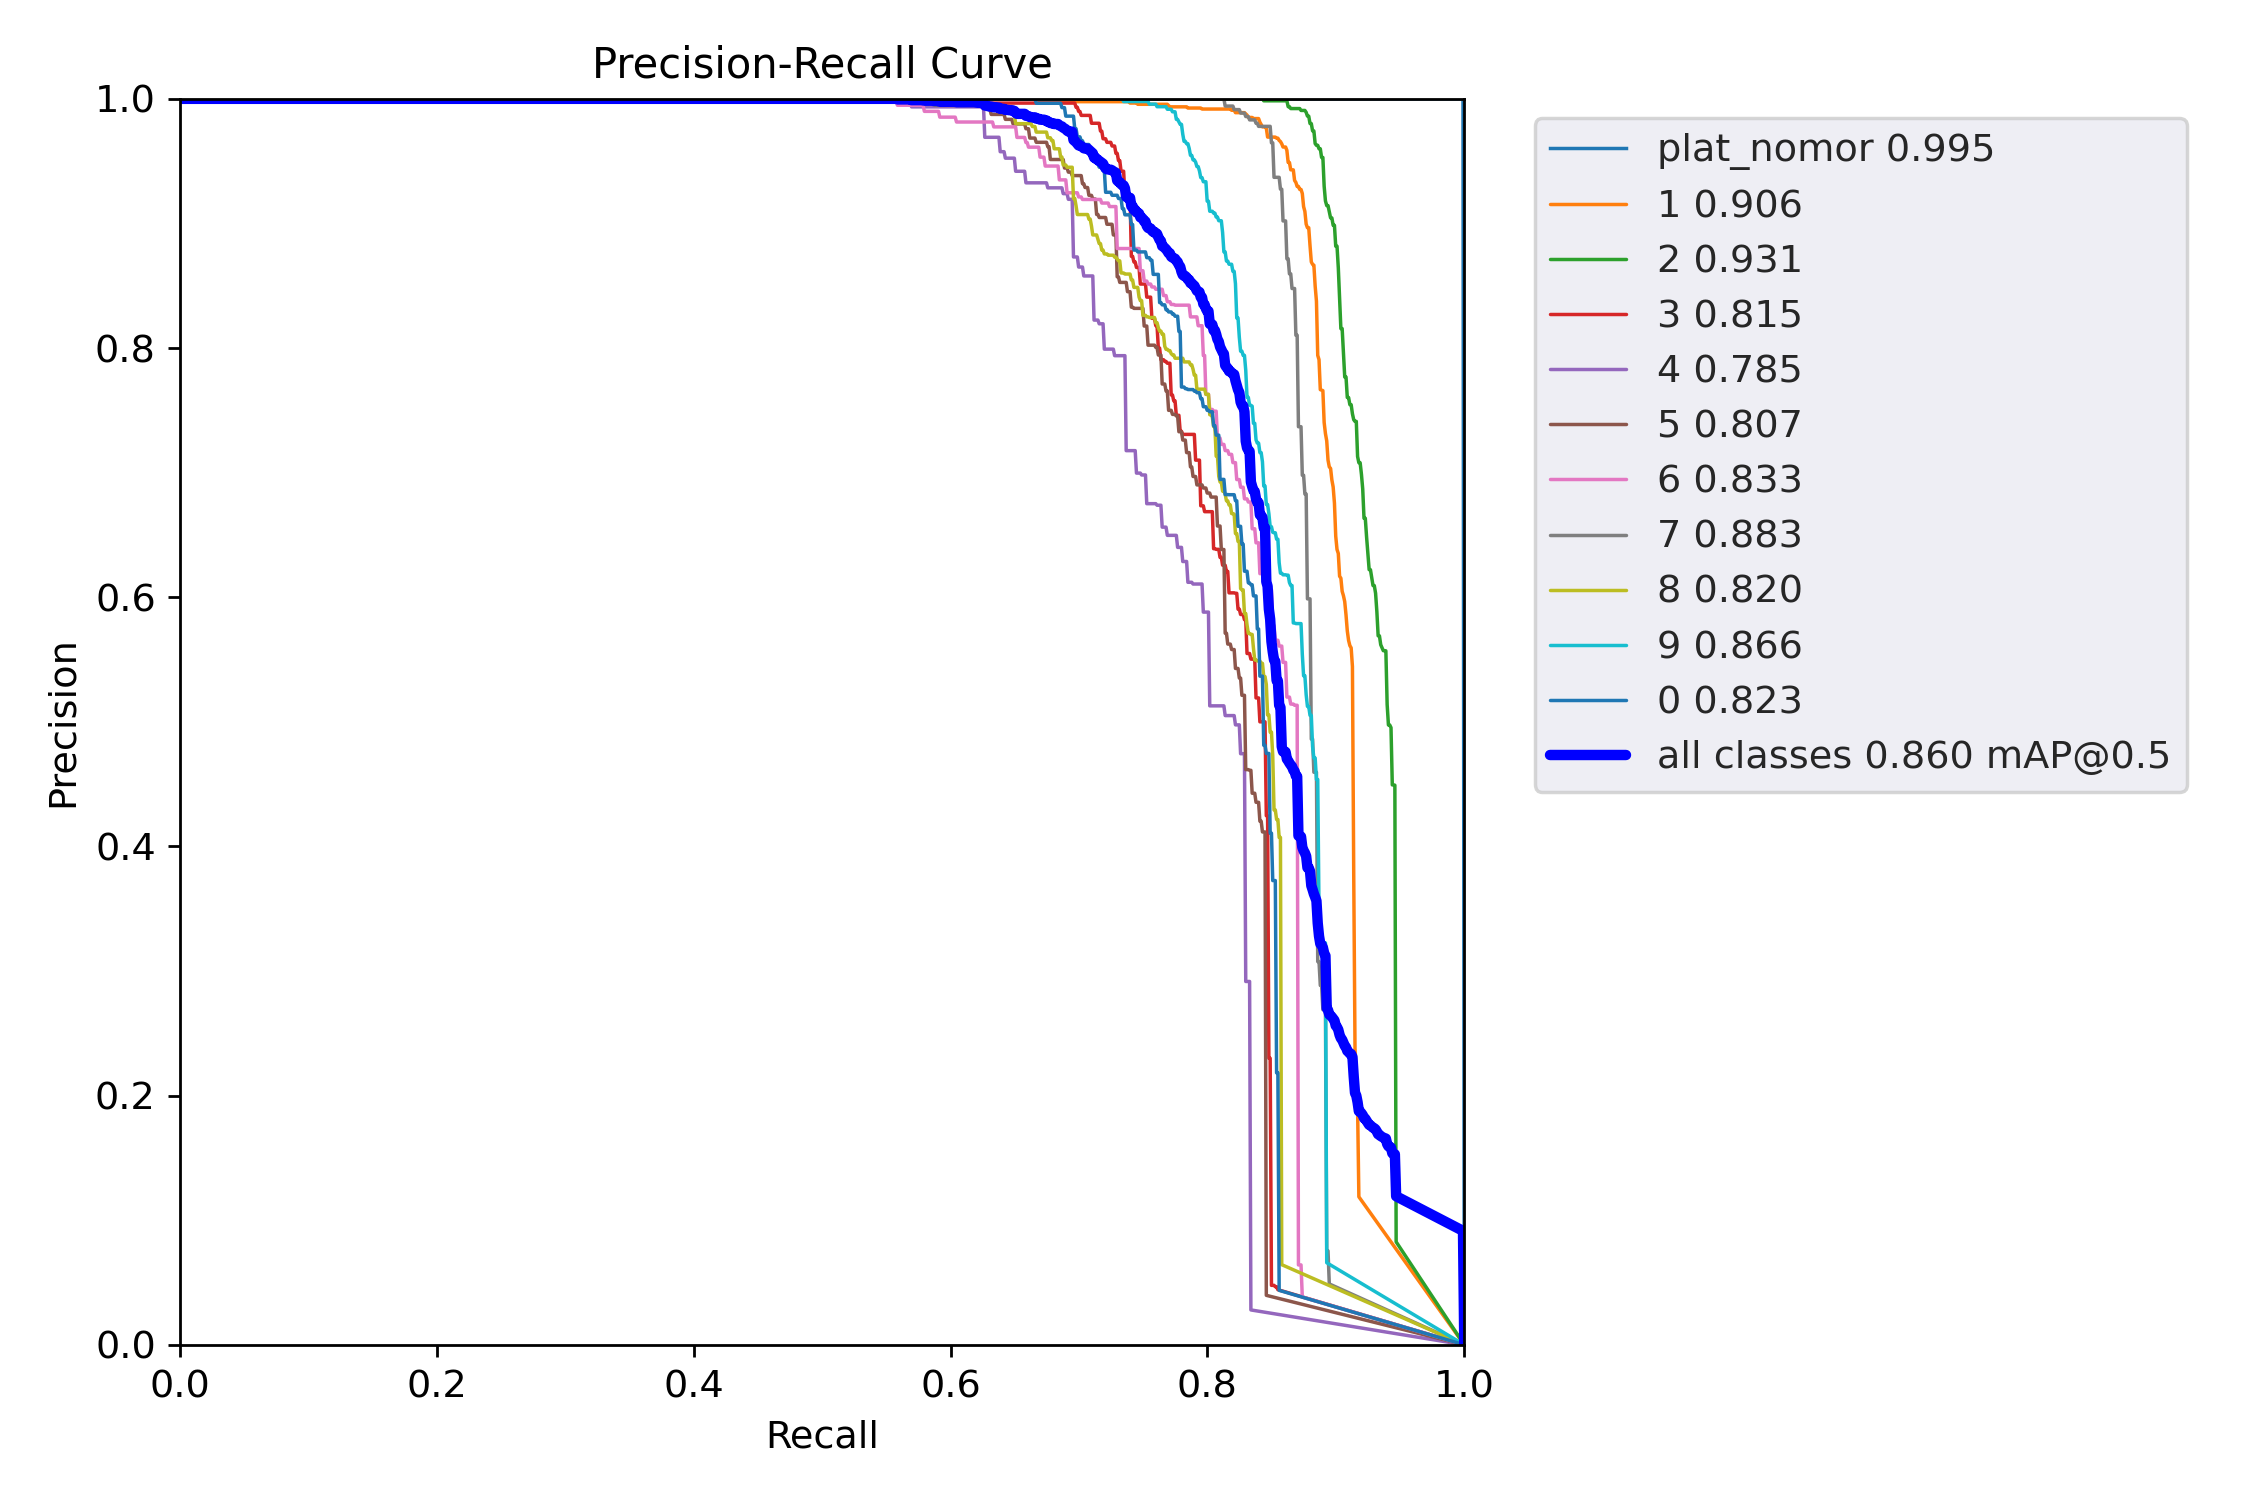 Precision-Recall Curve
1.0
0.8
0.6
0.4
0.2
0.0
Precision
0.0 0.2 0.4 0.6 0.8 1.0
Recall
plat_nomor 0.995
1 0.906
2 0.931
3 0.815
4 0.785
5 0.807
6 0.833
7 0.883
8 0.820
9 0.866
0 0.823
all classes 0.860 mAP@0.5